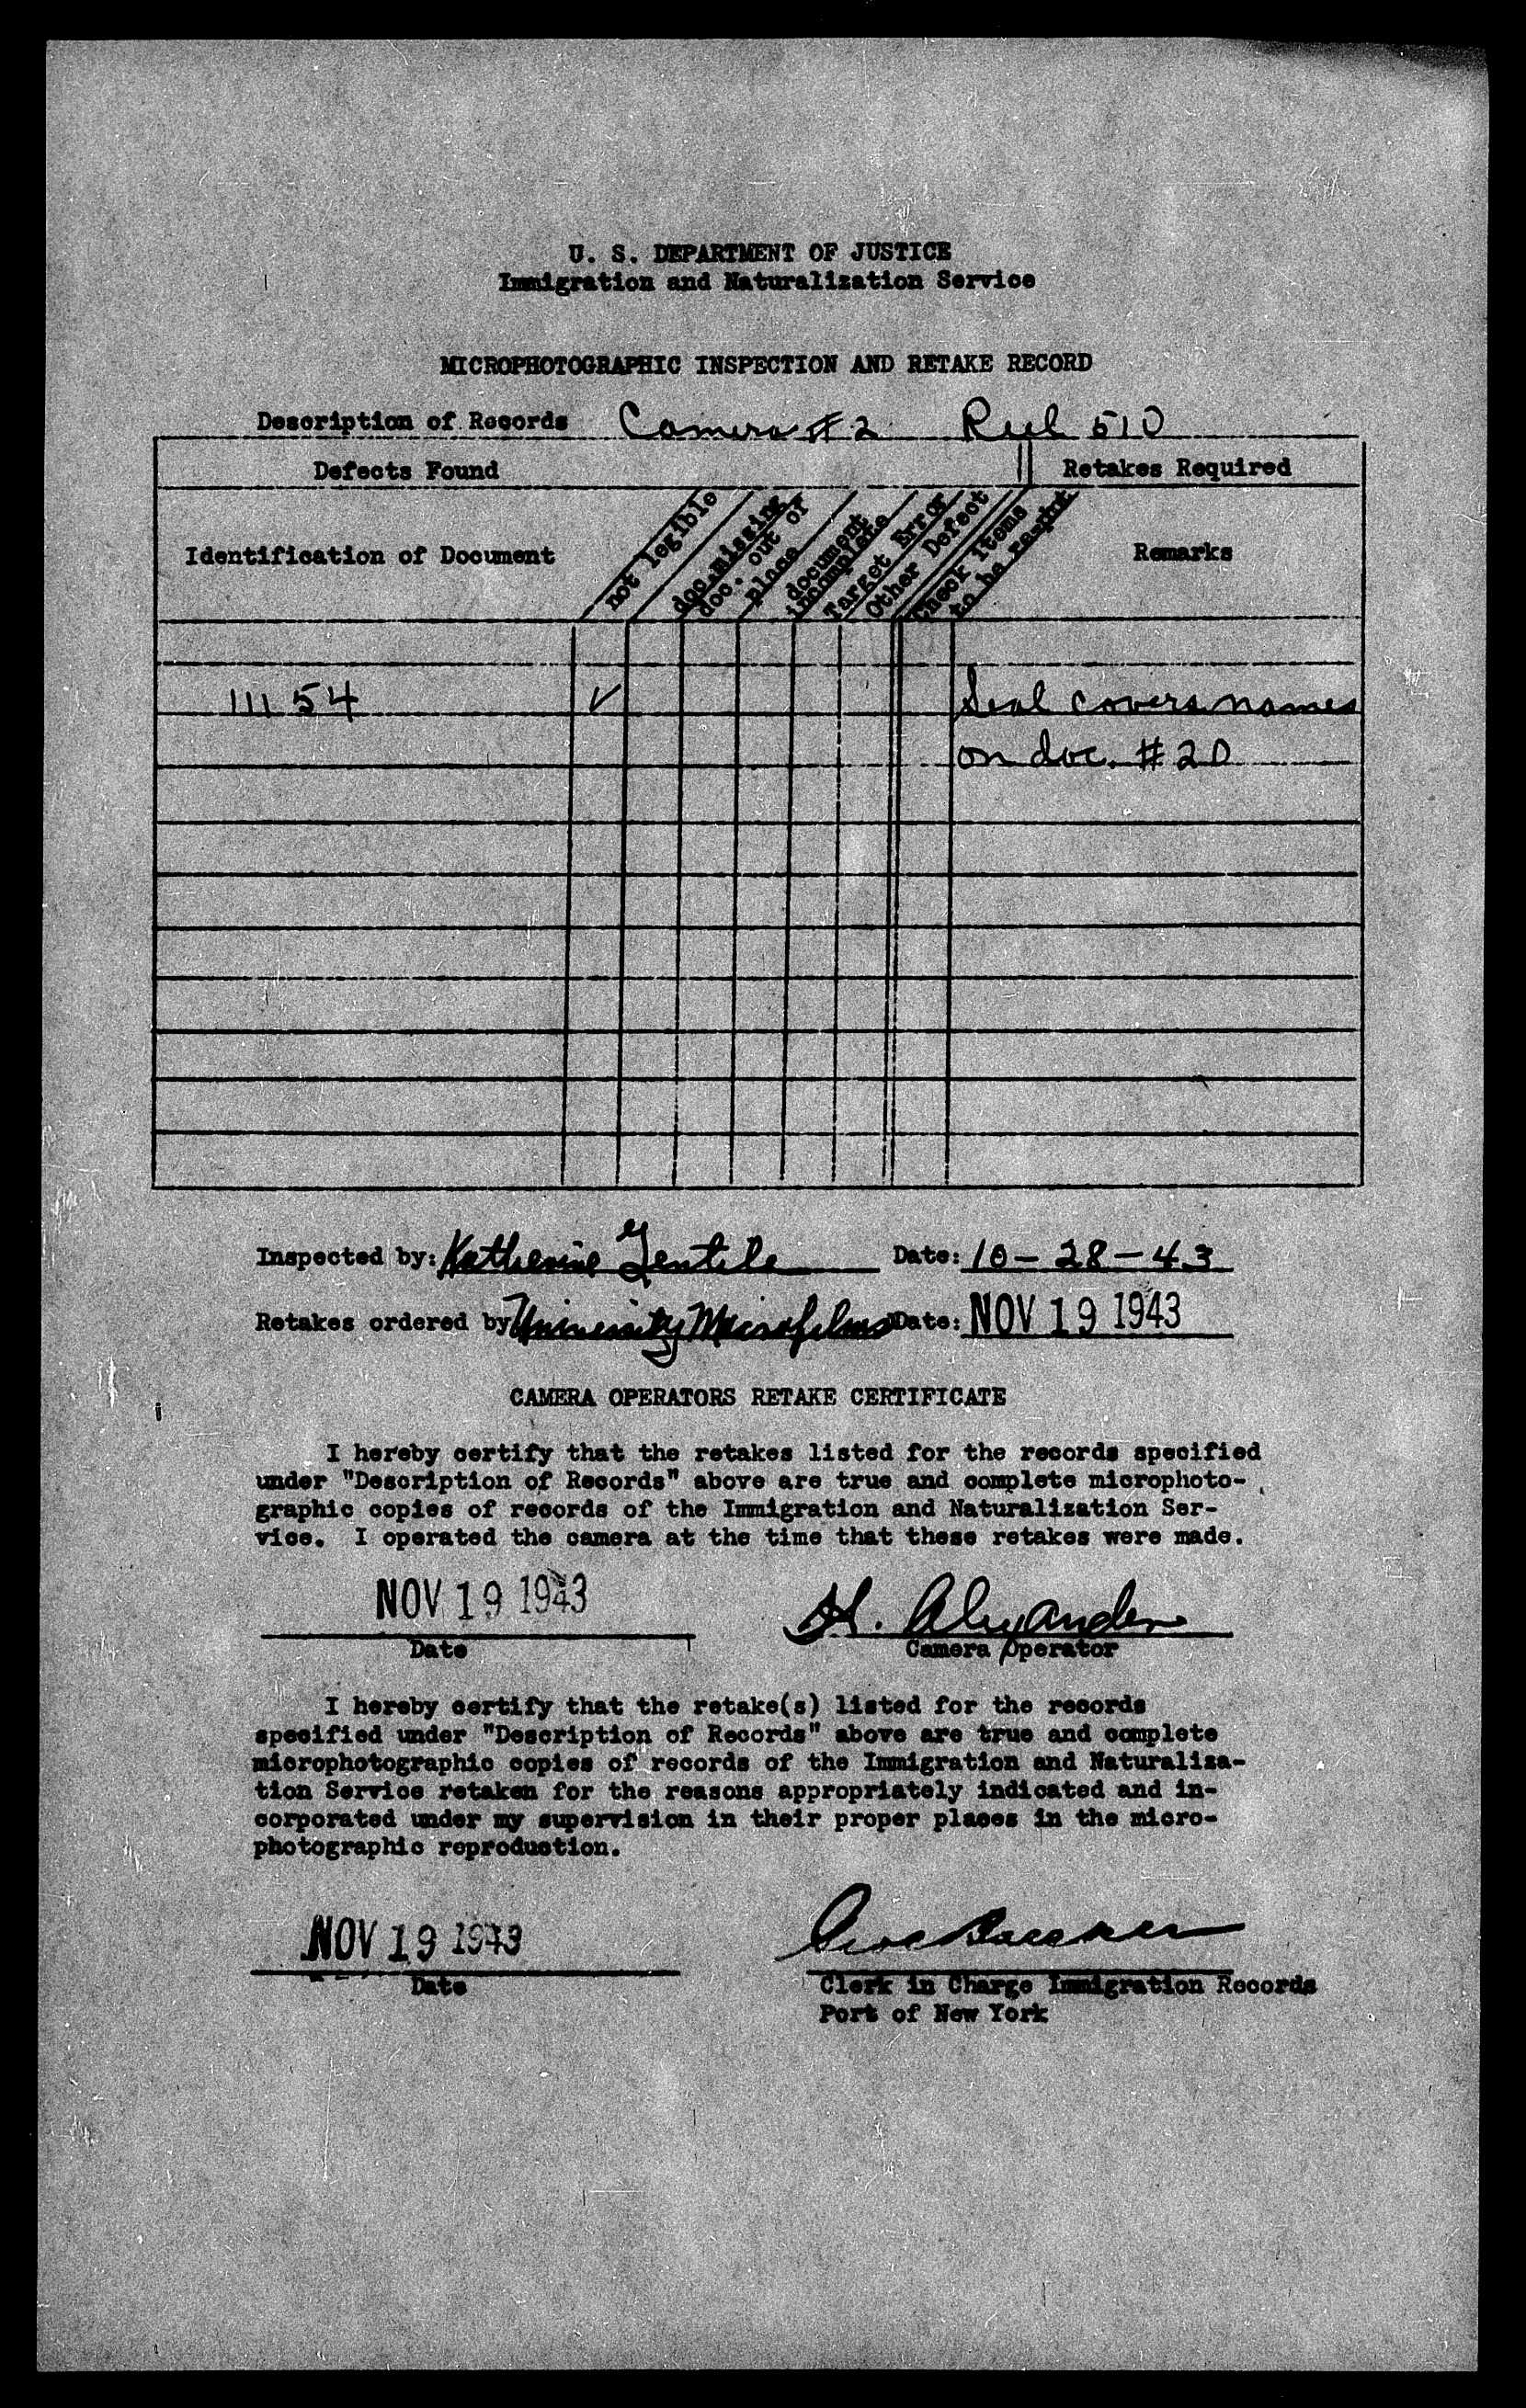 U. S. DEPARTMENT OF JUSTICE
Immigration and Naturalization Service
MICROPHOTOGRAPHIC INSPECTION AND RETAKE RECORD
Description of Records Camera #2 Reel 510
Defects Found Retakes Required
Identification of Document
not legible
doc. missing
doc. out of
place
document
incomplete
Target Error
Other Defect
Check items
to be rephot
Remarks
11154 ✓ Seal covers names
on doc. #20
Inspected by: Katherine Gentile Date: 10-28-43
Retakes ordered by University Microfilms Date: NOV 19 1943
CAMERA OPERATORS RETAKE CERTIFICATE
I hereby certify that the retakes listed for the records specified
under "Description of Records" above are true and complete microphoto-
graphic copies of records of the Immigration and Naturalization Ser-
vice. I operated the camera at the time that these retakes were made.
NOV 19 1943 H. Alexander
Date Camera Operator
I hereby certify that the retake(s) listed for the records
specified under "Description of Records" above are true and complete
microphotographic copies of records of the Immigration and Naturaliza-
tion Service retaken for the reasons appropriately indicated and in-
corporated under my supervision in their proper places in the micro-
photographic reproduction.
NOV 19 1943
Date Clerk in Charge Immigration Records
Port of New York